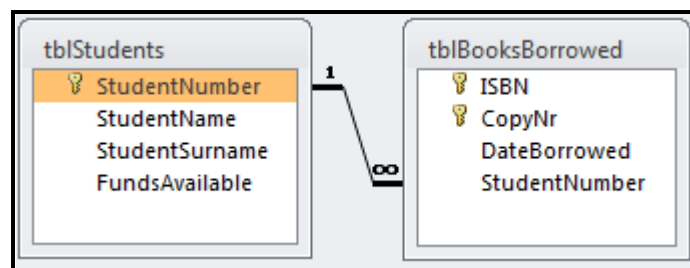 tblStudents
StudentNumber
StudentName
StudentSurname
FundsAvailable
1
∞
tblBooksBorrowed
ISBN
CopyNr
DateBorrowed
StudentNumber